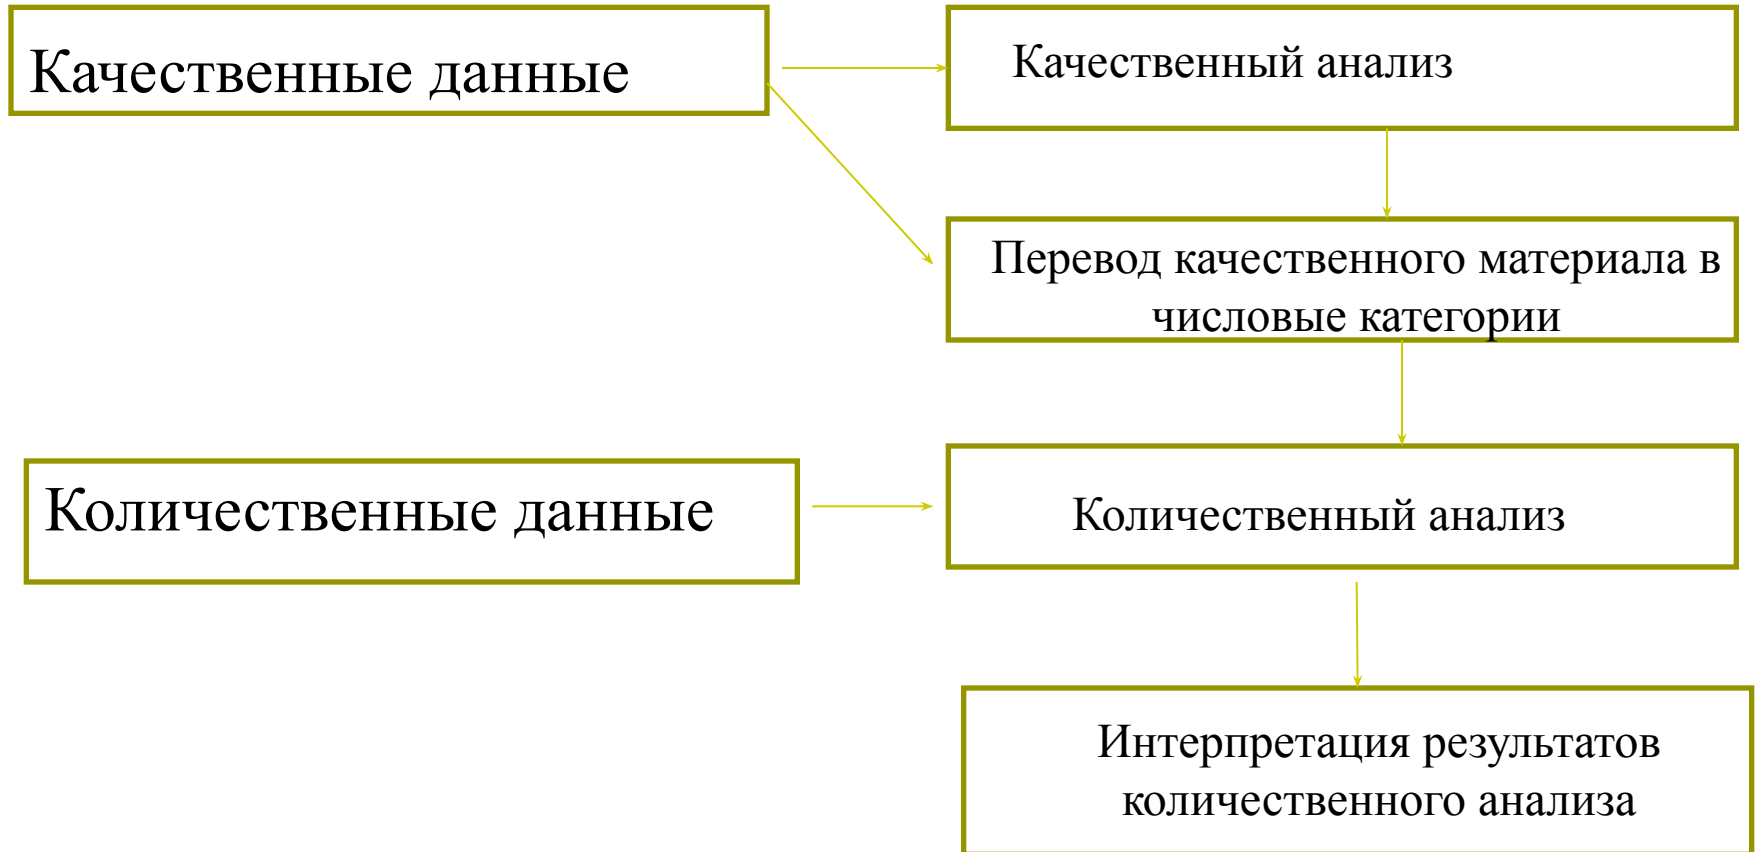 Качественные данные
Качественный анализ
Перевод качественного материала в
числовые категории
Количественные данные
Количественный анализ
Интерпретация результатов
количественного анализа